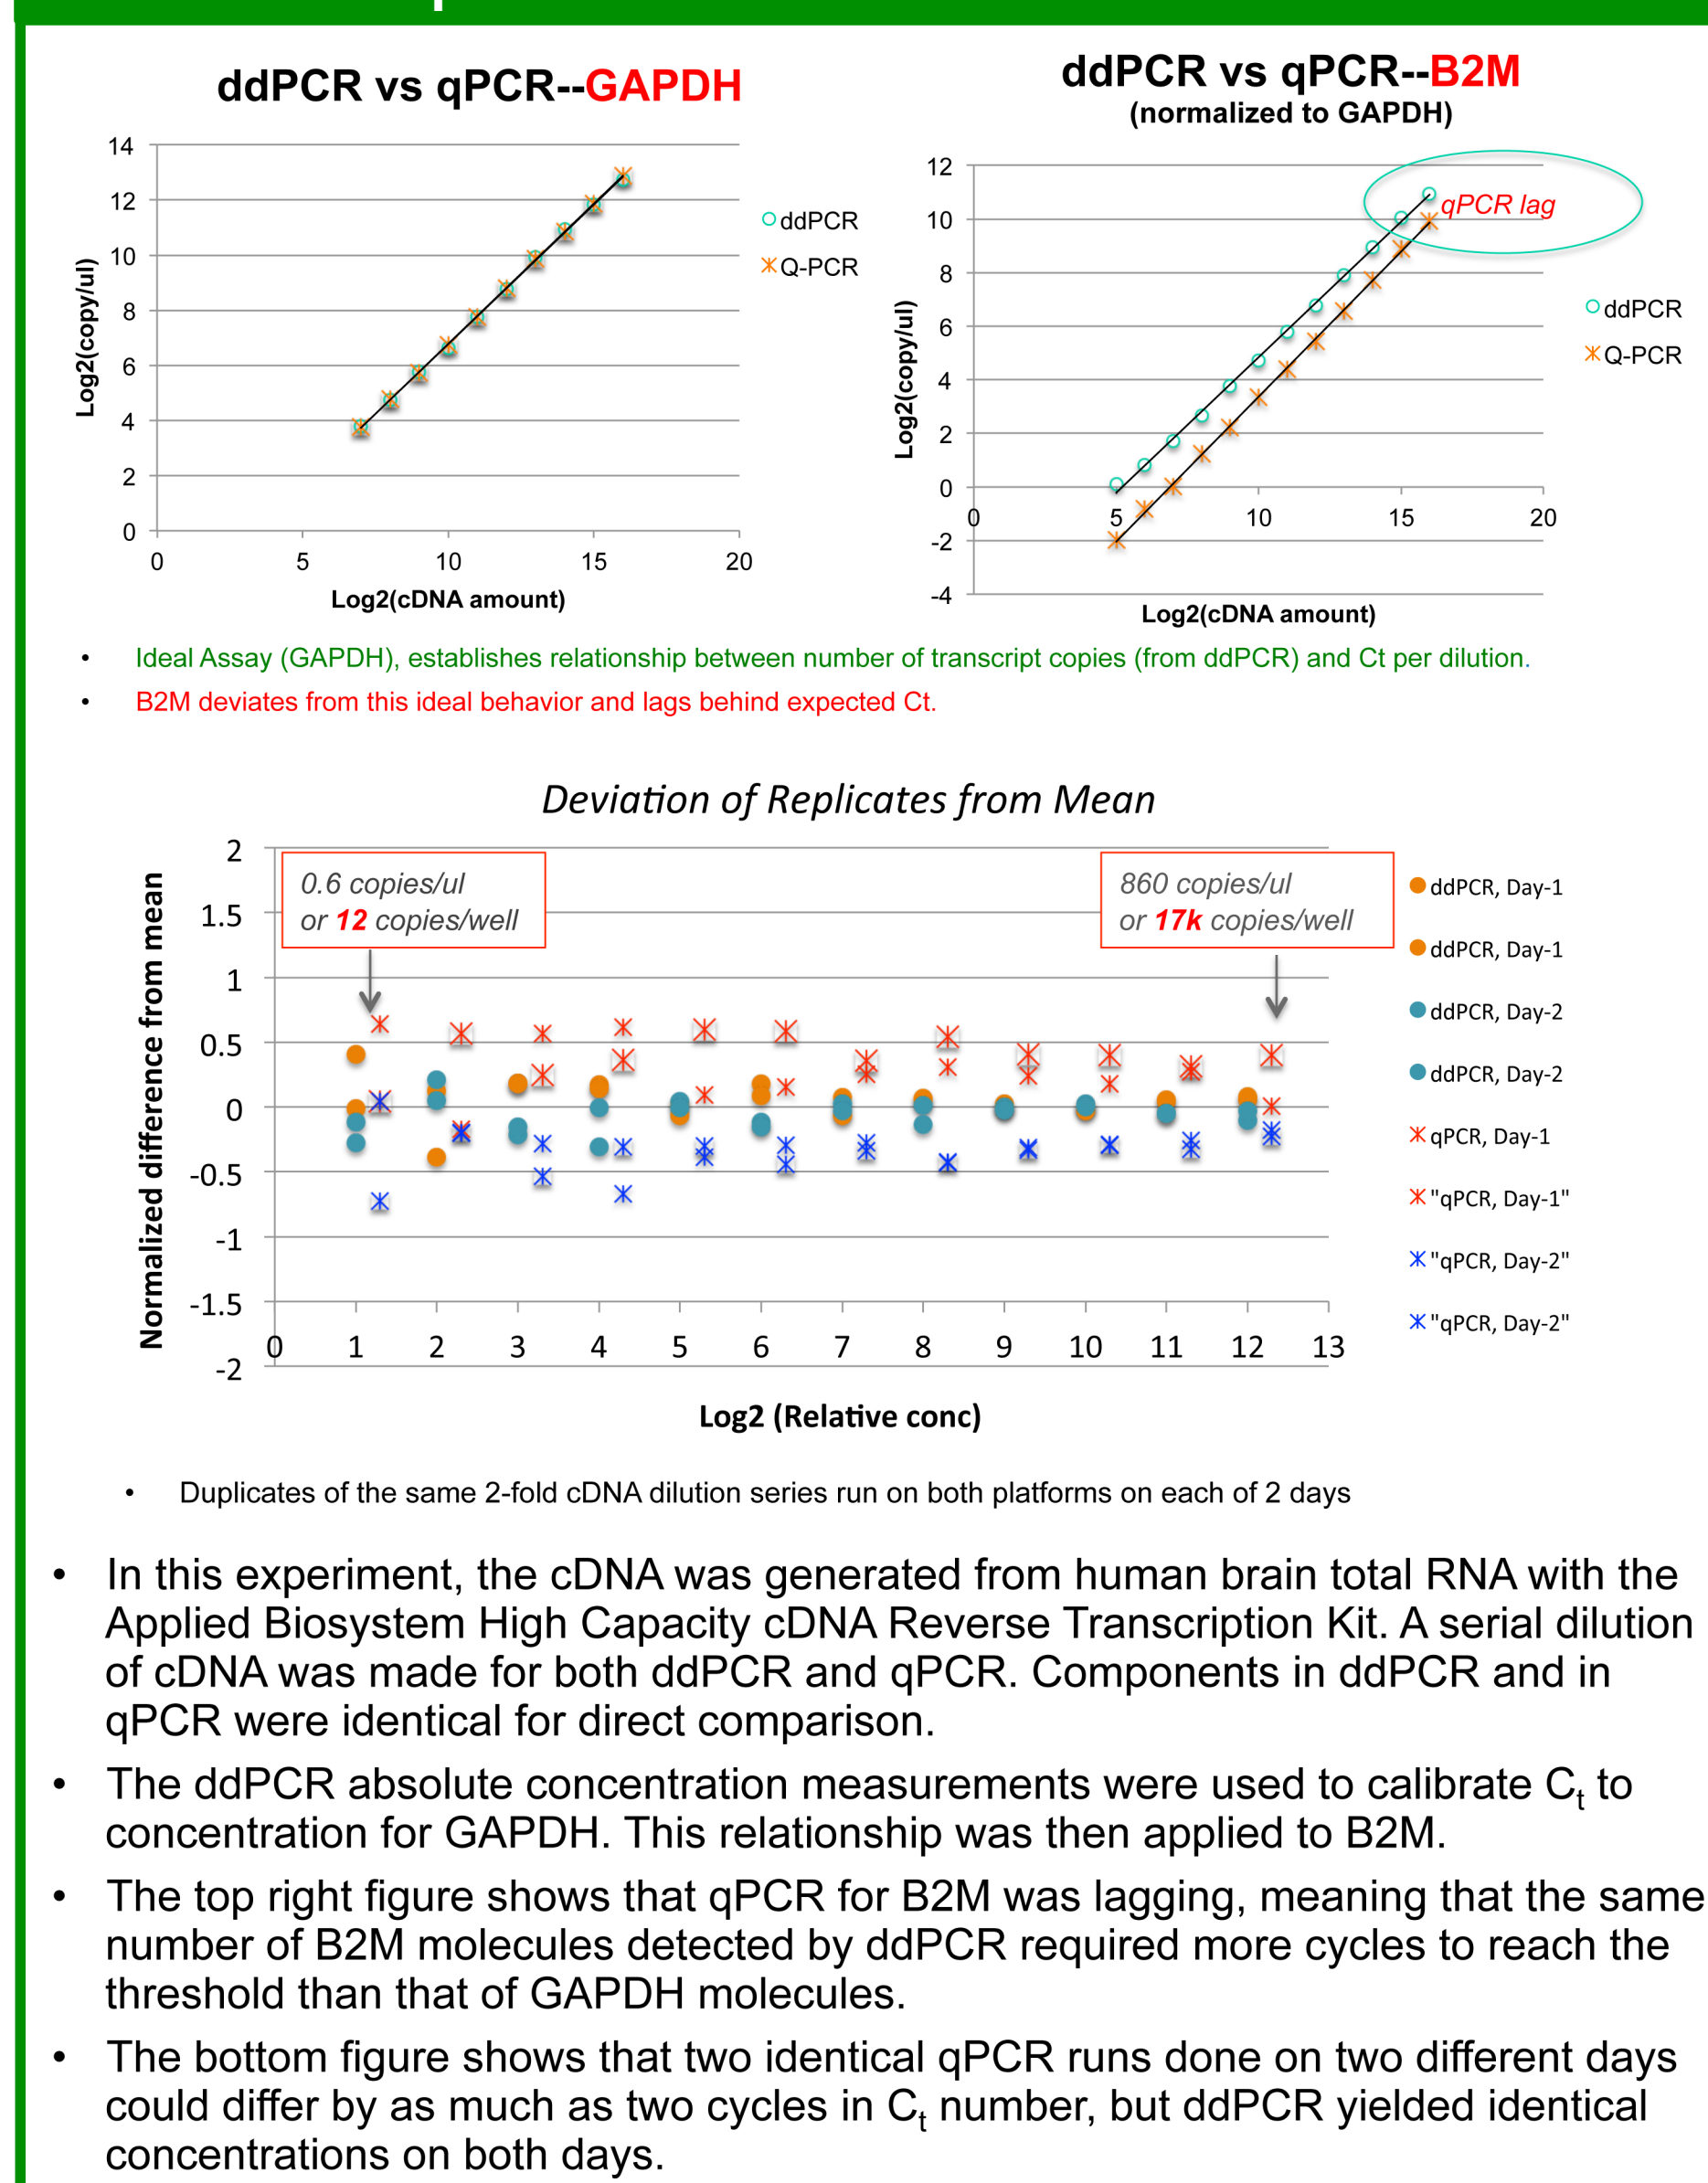 ddPCR vs qPCR--GAPDH
14
12
10
8
6
4
2
0
0 5 10 15 20
Log2(copy/ul)
Log2(cDNA amount)
ddPCR
Q-PCR
ddPCR vs qPCR--B2M
(normalized to GAPDH)
12
10
8
6
4
2
0
-2
-4
0 5 10 15 20
Log2(copy/ul)
Log2(cDNA amount)
qPCR lag
ddPCR
Q-PCR
• Ideal Assay (GAPDH), establishes relationship between number of transcript copies (from ddPCR) and Ct per dilution.
• B2M deviates from this ideal behavior and lags behind expected Ct.
Deviation of Replicates from Mean
Normalized difference from mean
2
1.5
1
0.5
0
-0.5
-1
-1.5
-2
0 1 2 3 4 5 6 7 8 9 10 11 12 13
Log2 (Relative conc)
0.6 copies/ul
or 12 copies/well
860 copies/ul
or 17k copies/well
ddPCR, Day-1
ddPCR, Day-1
ddPCR, Day-2
ddPCR, Day-2
qPCR, Day-1
"qPCR, Day-1"
"qPCR, Day-2"
"qPCR, Day-2"
• Duplicates of the same 2-fold cDNA dilution series run on both platforms on each of 2 days
• In this experiment, the cDNA was generated from human brain total RNA with the
Applied Biosystem High Capacity cDNA Reverse Transcription Kit. A serial dilution
of cDNA was made for both ddPCR and qPCR. Components in ddPCR and in
qPCR were identical for direct comparison.
• The ddPCR absolute concentration measurements were used to calibrate Ct to
concentration for GAPDH. This relationship was then applied to B2M.
• The top right figure shows that qPCR for B2M was lagging, meaning that the same
number of B2M molecules detected by ddPCR required more cycles to reach the
threshold than that of GAPDH molecules.
• The bottom figure shows that two identical qPCR runs done on two different days
could differ by as much as two cycles in Ct number, but ddPCR yielded identical
concentrations on both days.